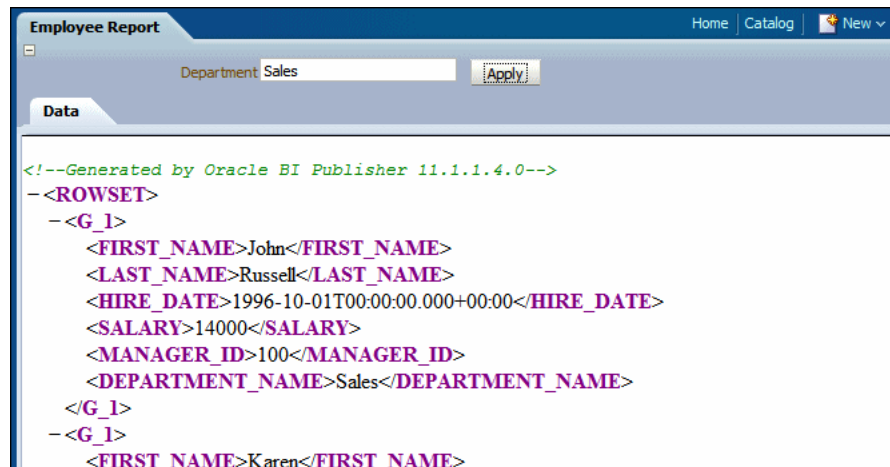 Employee Report
Home Catalog New
Department Sales Apply
Data
<!--Generated by Oracle BI Publisher 11.1.1.4.0-->
–<ROWSET>
–<G_1>
<FIRST_NAME>John</FIRST_NAME>
<LAST_NAME>Russell</LAST_NAME>
<HIRE_DATE>1996-10-01T00:00:00.000+00:00</HIRE_DATE>
<SALARY>14000</SALARY>
<MANAGER_ID>100</MANAGER_ID>
<DEPARTMENT_NAME>Sales</DEPARTMENT_NAME>
</G_1>
–<G_1>
<FIRST_NAME>Karen</FIRST_NAME>